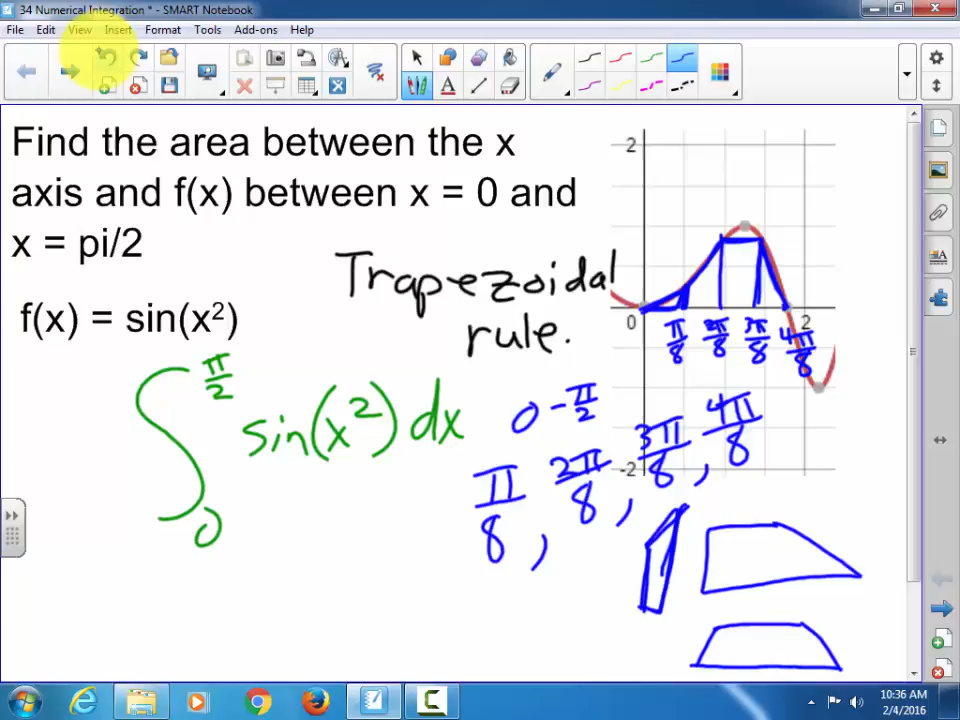 34 Numerical Integration * - SMART Notebook
File Edit View Insert Format Tools Add-ons Help
Find the area between the x
axis and f(x) between x = 0 and
x = pi/2
f(x) = sin(x²)
Trapezoidal
rule.
∫₀^(π/2) sin(x²) dx
0 - π/2
π/8, 2π/8, 3π/8, 4π/8
2
0
2
-2
π/8 2π/8 3π/8 4π/8
10:36 AM
2/4/2016